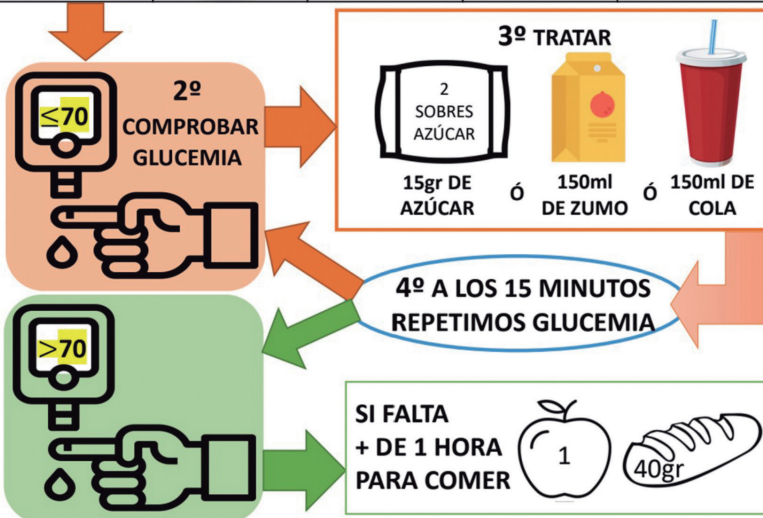 3º TRATAR
≤70
2º
COMPROBAR
GLUCEMIA
2
SOBRES
AZÚCAR
15gr DE
AZÚCAR
Ó
150ml
DE ZUMO
Ó
150ml DE
COLA
4º A LOS 15 MINUTOS
REPETIMOS GLUCEMIA
>70
SI FALTA
+ DE 1 HORA
PARA COMER
1
40gr